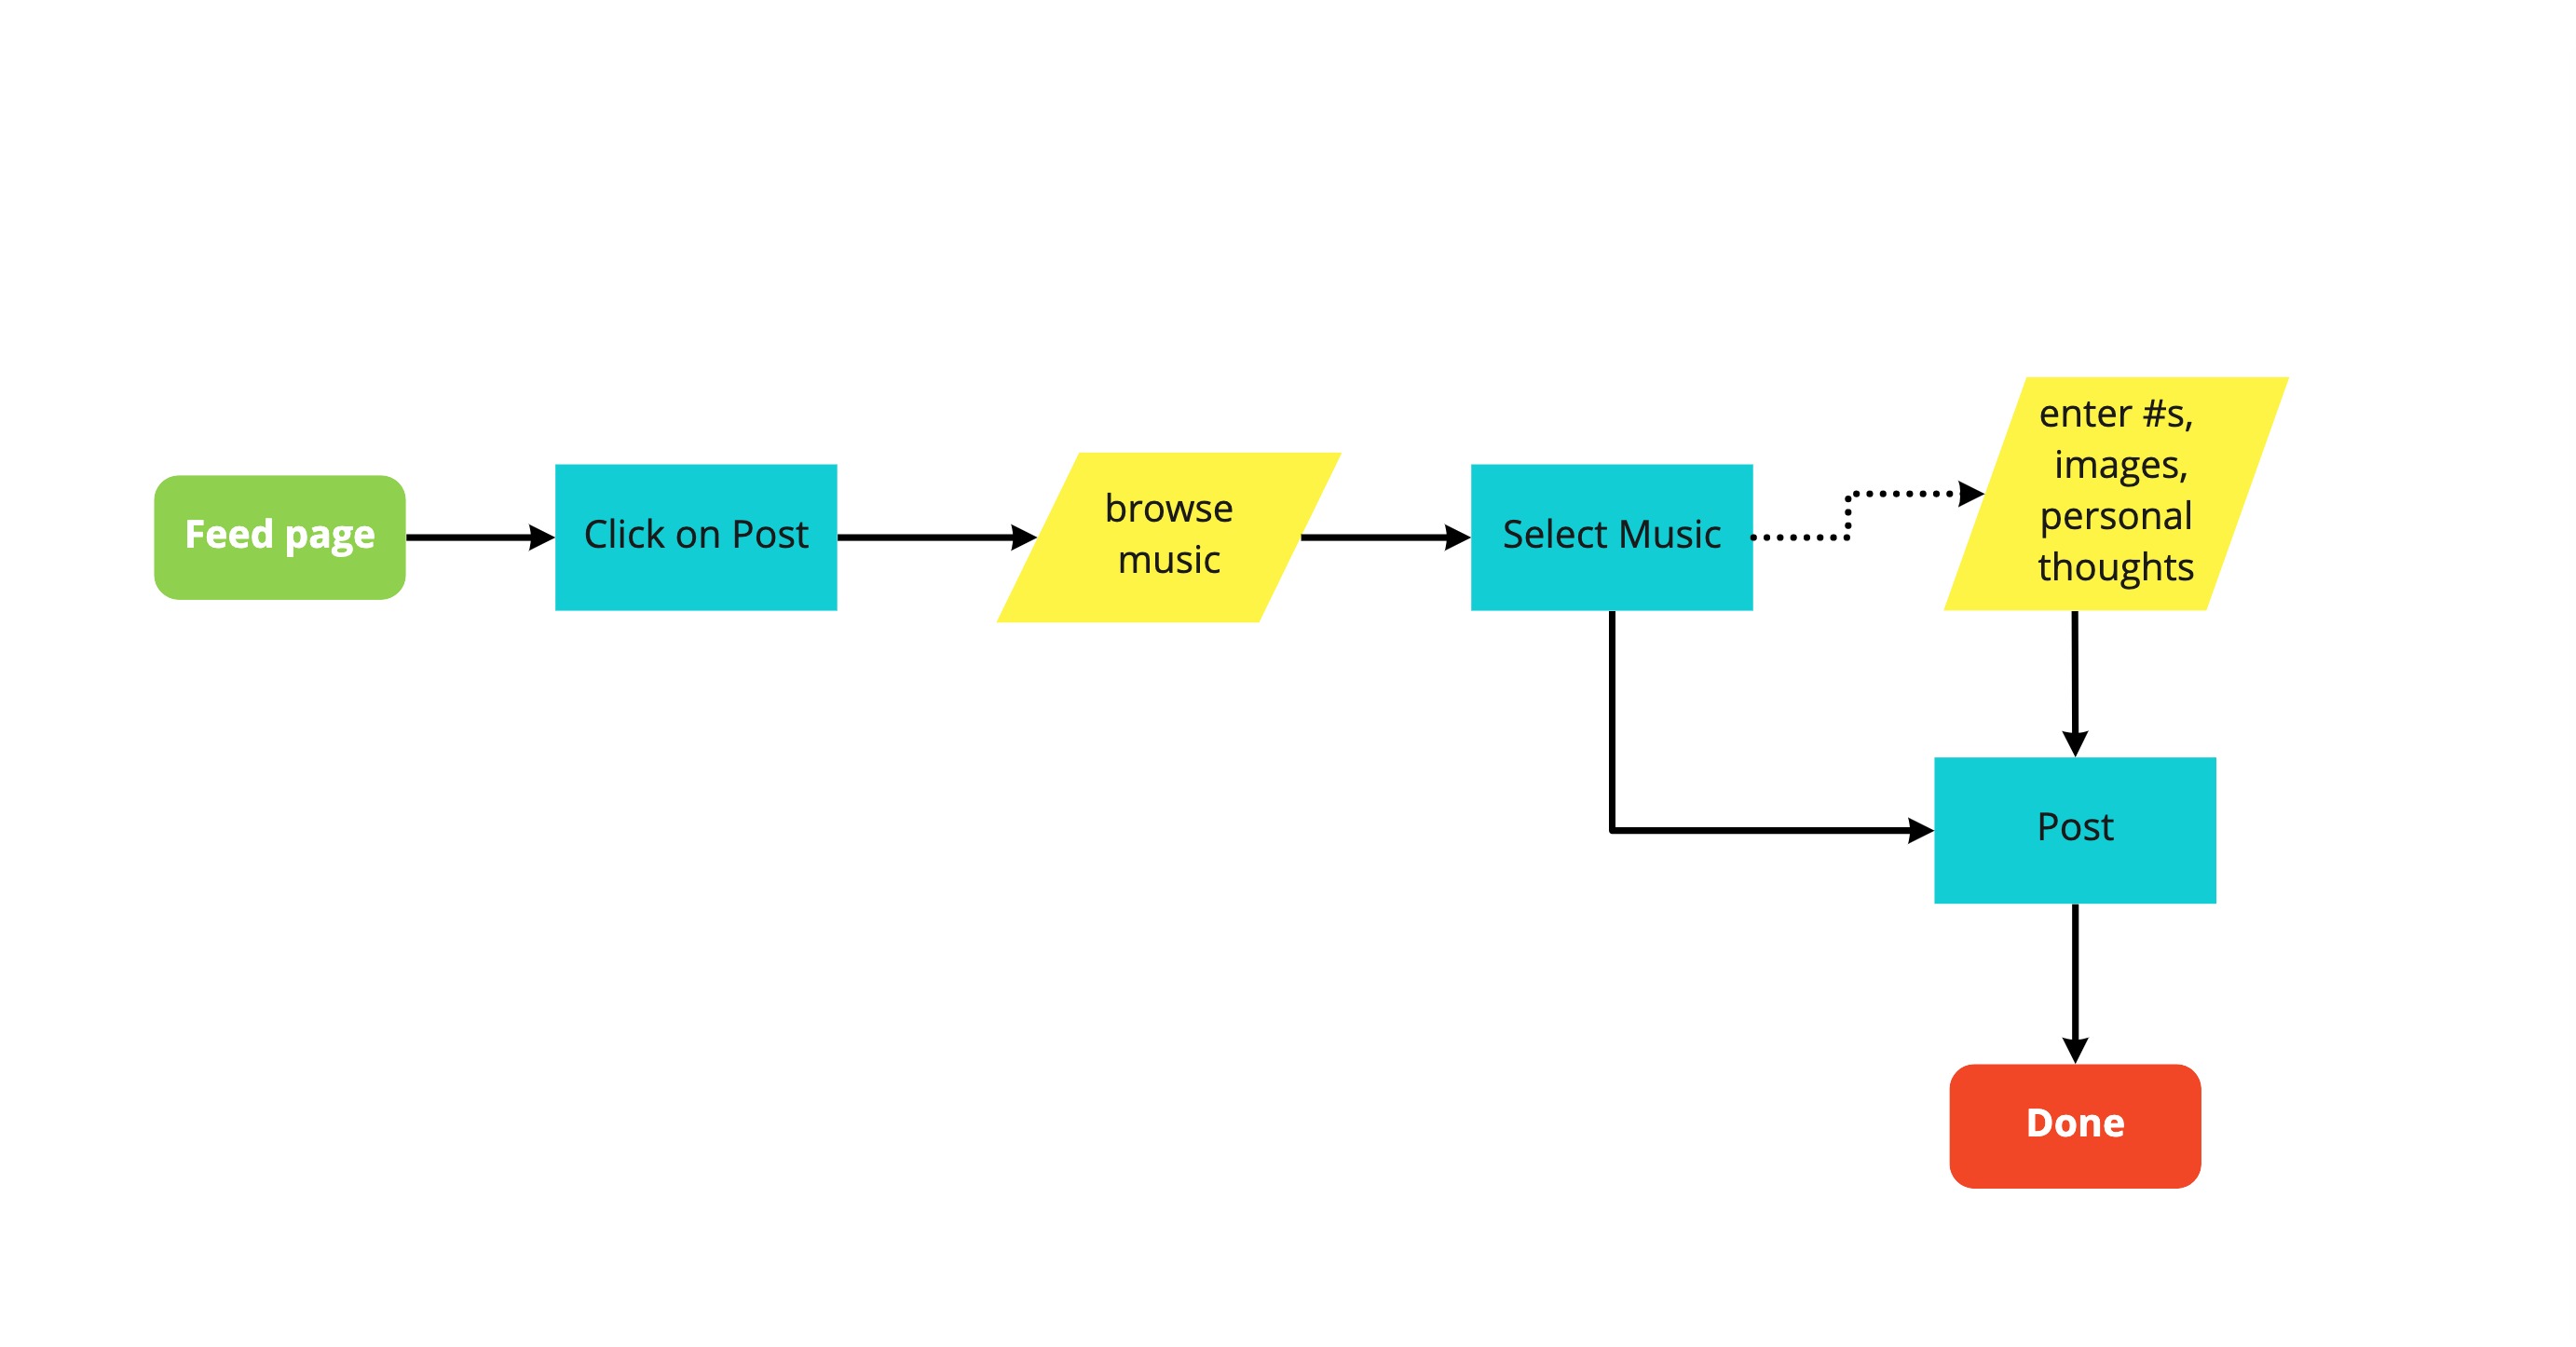 Feed page
Click on Post
browse
music
Select Music
enter #s,
images,
personal
thoughts
Post
Done